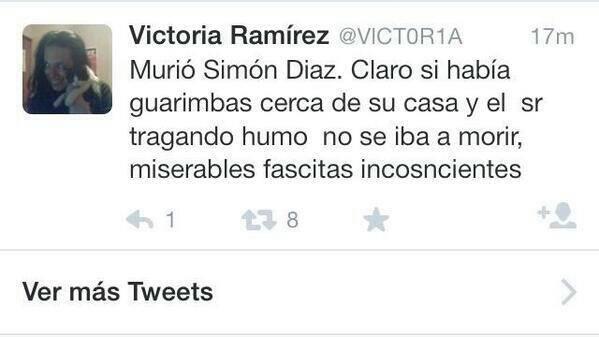 Victoria Ramírez @VICT0R1A 17m
Murió Simón Diaz. Claro si había
guarimbas cerca de su casa y el sr
tragando humo no se iba a morir,
miserables fascitas incosncientes
1 8
Ver más Tweets